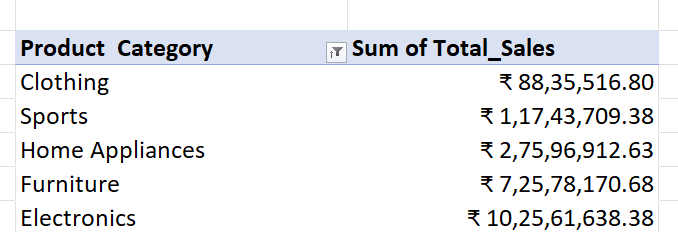 Product Category Sum of Total_Sales
Clothing ₹ 88,35,516.80
Sports ₹ 1,17,43,709.38
Home Appliances ₹ 2,75,96,912.63
Furniture ₹ 7,25,78,170.68
Electronics ₹ 10,25,61,638.38